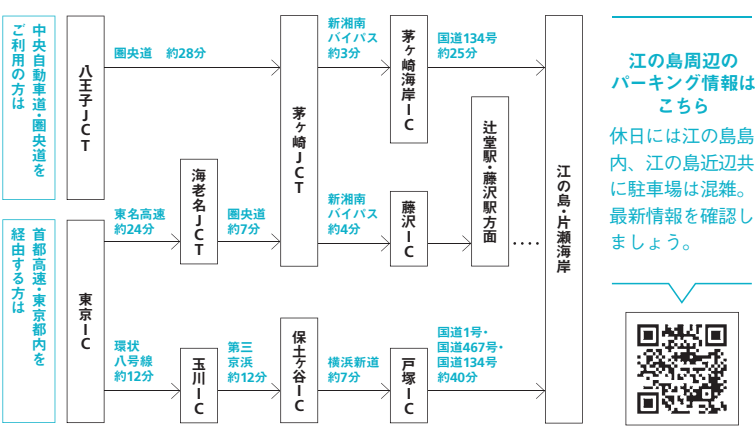 中央自動車道・圏央道を
ご利用の方は
八王子JCT
圏央道　約28分
茅ヶ崎JCT
新湘南
バイパス
約3分
茅ヶ崎海岸IC
国道134号
約25分
江の島・片瀬海岸
首都高速・東京都内を
経由する方は
東京IC
東名高速
約24分
海老名JCT
圏央道
約7分
新湘南
バイパス
約4分
藤沢IC
辻堂駅・藤沢駅方面
環状
八号線
約12分
玉川IC
第三
京浜
約12分
保土ヶ谷IC
横浜新道
約7分
戸塚IC
国道1号・
国道467号・
国道134号
約40分
江の島周辺の
パーキング情報は
こちら
休日には江の島島
内、江の島近辺共
に駐車場は混雑。
最新情報を確認し
ましょう。